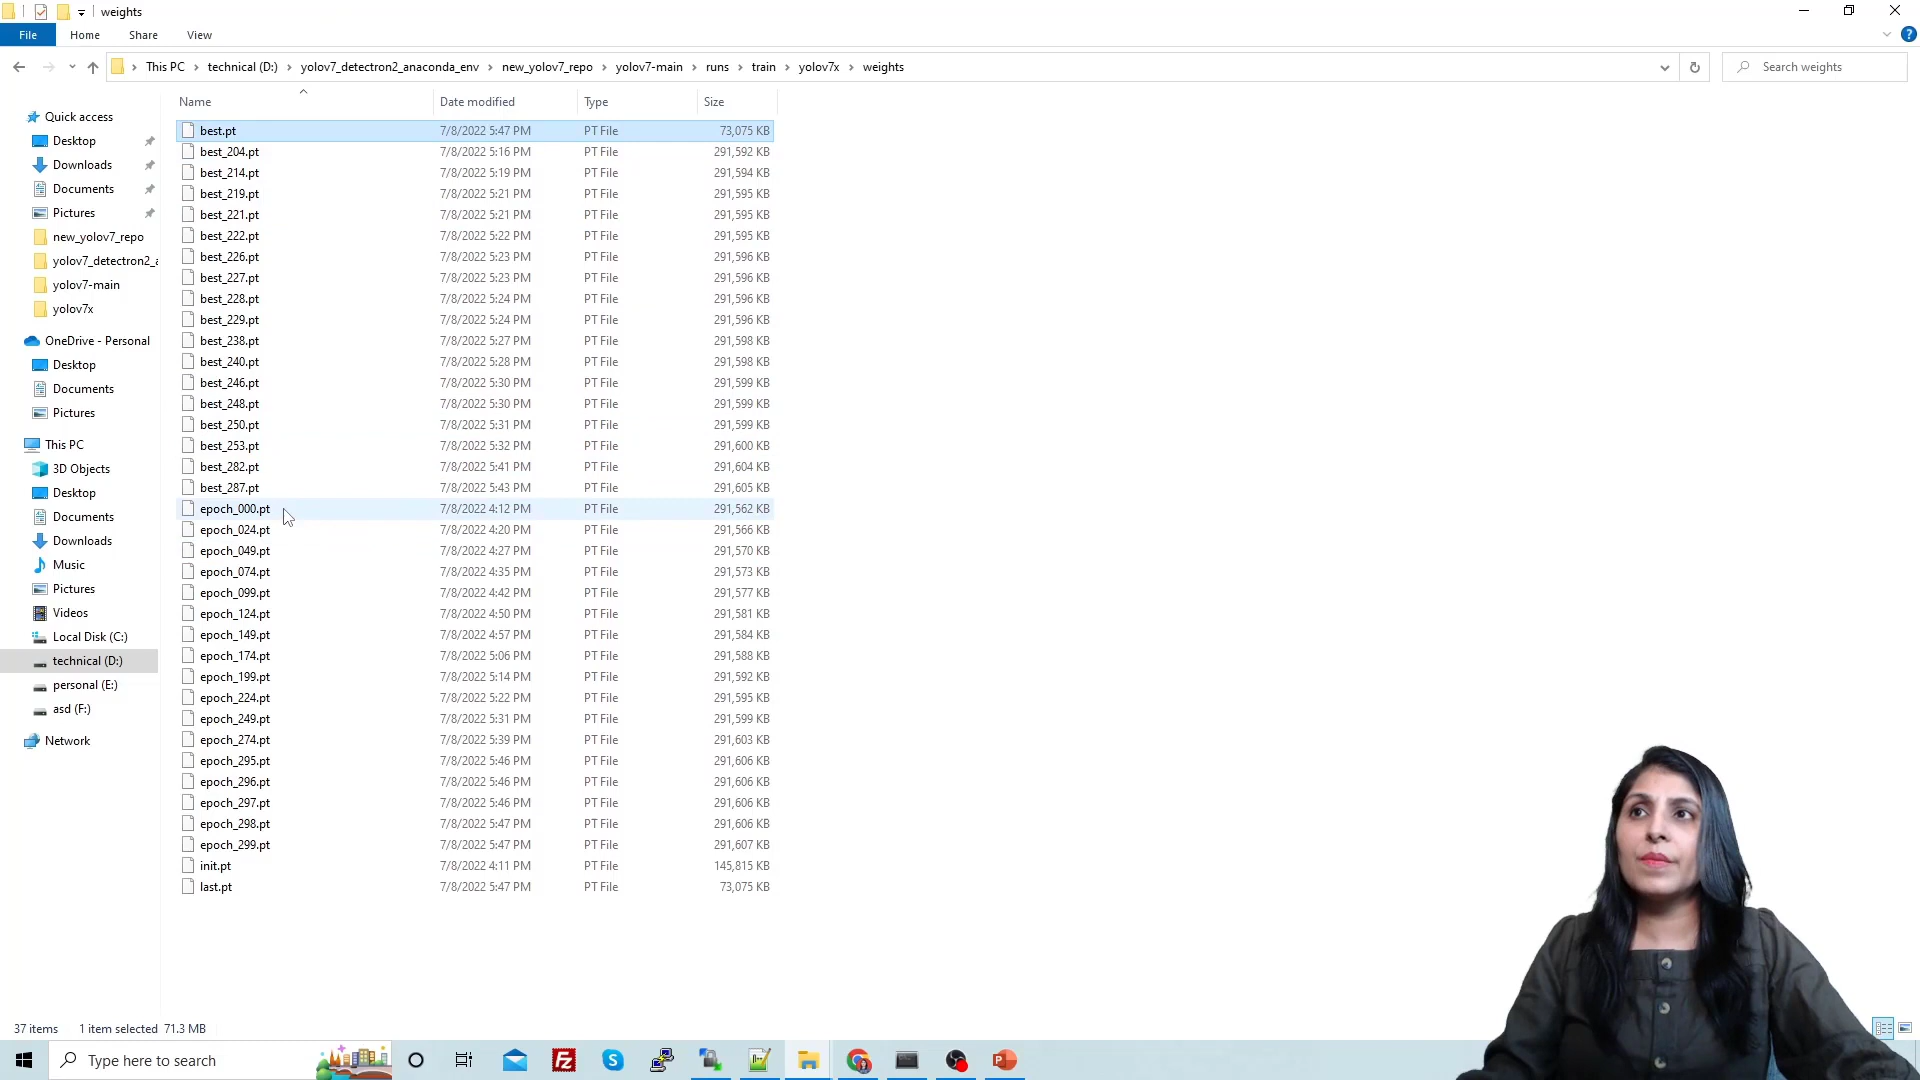 weights
File Home Share View
This PC technical (D:) yolov7_detectron2_anaconda_env new_yolov7_repo yolov7-main runs train yolov7x weights Search weights
Name Date modified Type Size
best.pt 7/8/2022 5:47 PM PT File 73,075 KB
best_204.pt 7/8/2022 5:16 PM PT File 291,592 KB
best_214.pt 7/8/2022 5:19 PM PT File 291,594 KB
best_219.pt 7/8/2022 5:21 PM PT File 291,595 KB
best_221.pt 7/8/2022 5:21 PM PT File 291,595 KB
best_222.pt 7/8/2022 5:22 PM PT File 291,595 KB
best_226.pt 7/8/2022 5:23 PM PT File 291,596 KB
best_227.pt 7/8/2022 5:23 PM PT File 291,596 KB
best_228.pt 7/8/2022 5:24 PM PT File 291,596 KB
best_229.pt 7/8/2022 5:24 PM PT File 291,596 KB
best_238.pt 7/8/2022 5:27 PM PT File 291,598 KB
best_240.pt 7/8/2022 5:28 PM PT File 291,598 KB
best_246.pt 7/8/2022 5:30 PM PT File 291,599 KB
best_248.pt 7/8/2022 5:30 PM PT File 291,599 KB
best_250.pt 7/8/2022 5:31 PM PT File 291,599 KB
best_253.pt 7/8/2022 5:32 PM PT File 291,600 KB
best_282.pt 7/8/2022 5:41 PM PT File 291,604 KB
best_287.pt 7/8/2022 5:43 PM PT File 291,605 KB
epoch_000.pt 7/8/2022 4:12 PM PT File 291,562 KB
epoch_024.pt 7/8/2022 4:20 PM PT File 291,566 KB
epoch_049.pt 7/8/2022 4:27 PM PT File 291,570 KB
epoch_074.pt 7/8/2022 4:35 PM PT File 291,573 KB
epoch_099.pt 7/8/2022 4:42 PM PT File 291,577 KB
epoch_124.pt 7/8/2022 4:50 PM PT File 291,581 KB
epoch_149.pt 7/8/2022 4:57 PM PT File 291,584 KB
epoch_174.pt 7/8/2022 5:06 PM PT File 291,588 KB
epoch_199.pt 7/8/2022 5:14 PM PT File 291,592 KB
epoch_224.pt 7/8/2022 5:22 PM PT File 291,595 KB
epoch_249.pt 7/8/2022 5:31 PM PT File 291,599 KB
epoch_274.pt 7/8/2022 5:39 PM PT File 291,603 KB
epoch_295.pt 7/8/2022 5:46 PM PT File 291,606 KB
epoch_296.pt 7/8/2022 5:46 PM PT File 291,606 KB
epoch_297.pt 7/8/2022 5:46 PM PT File 291,606 KB
epoch_298.pt 7/8/2022 5:47 PM PT File 291,606 KB
epoch_299.pt 7/8/2022 5:47 PM PT File 291,607 KB
init.pt 7/8/2022 4:11 PM PT File 145,815 KB
last.pt 7/8/2022 5:47 PM PT File 73,075 KB
Quick access
Desktop
Downloads
Documents
Pictures
new_yolov7_repo
yolov7_detectron2_a
yolov7-main
yolov7x
OneDrive - Personal
Desktop
Documents
Pictures
This PC
3D Objects
Desktop
Documents
Downloads
Music
Pictures
Videos
Local Disk (C:)
technical (D:)
personal (E:)
asd (F:)
Network
37 items 1 item selected 71.3 MB
Type here to search